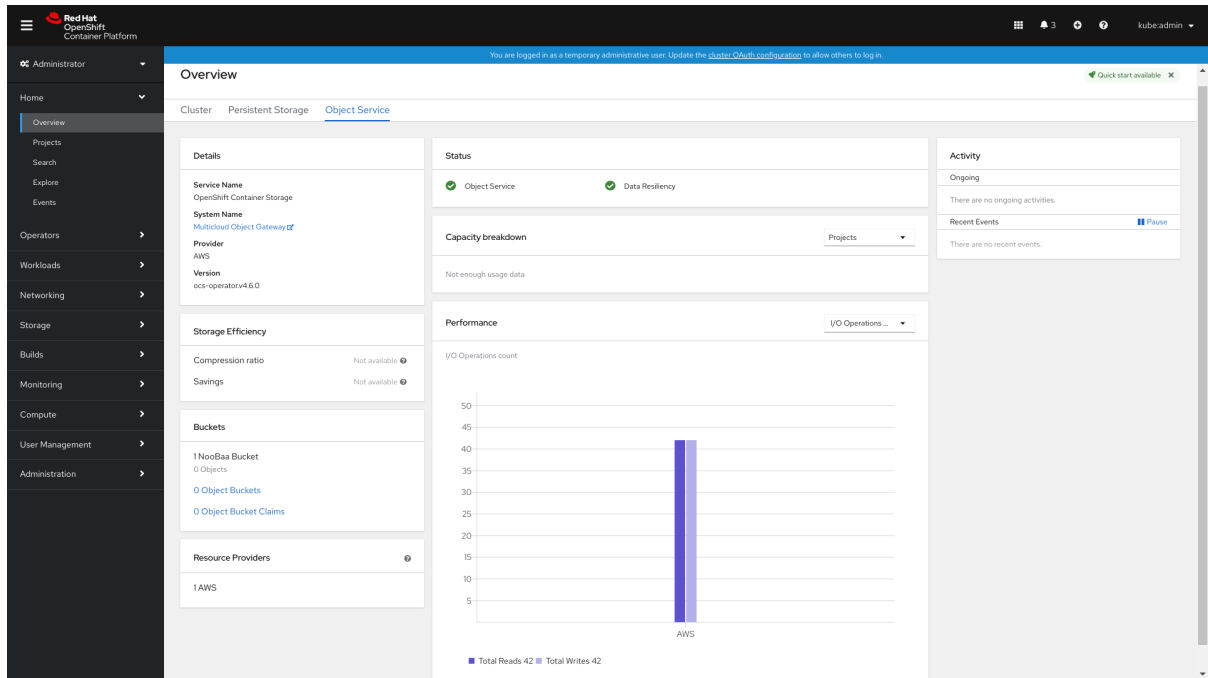 Red Hat
OpenShift
Container Platform
3
kube:admin
Administrator
You are logged in as a temporary administrative user. Update the cluster OAuth configuration to allow others to log in.
Home
Overview
Projects
Search
Explore
Events
Operators
Workloads
Networking
Storage
Builds
Monitoring
Compute
User Management
Administration
Overview
Quick start available
Cluster Persistent Storage Object Service
Details
Service Name
OpenShift Container Storage
System Name
Multicloud Object Gateway
Provider
AWS
Version
ocs-operator.v4.6.0
Storage Efficiency
Compression ratio Not available
Savings Not available
Buckets
1 NooBaa Bucket
0 Objects
0 Object Buckets
0 Object Bucket Claims
Resource Providers
1 AWS
Status
Object Service Data Resiliency
Capacity breakdown Projects
Not enough usage data
Performance I/O Operations ...
I/O Operations count
50
45
40
35
30
25
20
15
10
5
AWS
Total Reads 42 Total Writes 42
Activity
Ongoing
There are no ongoing activities.
Recent Events Pause
There are no recent events.